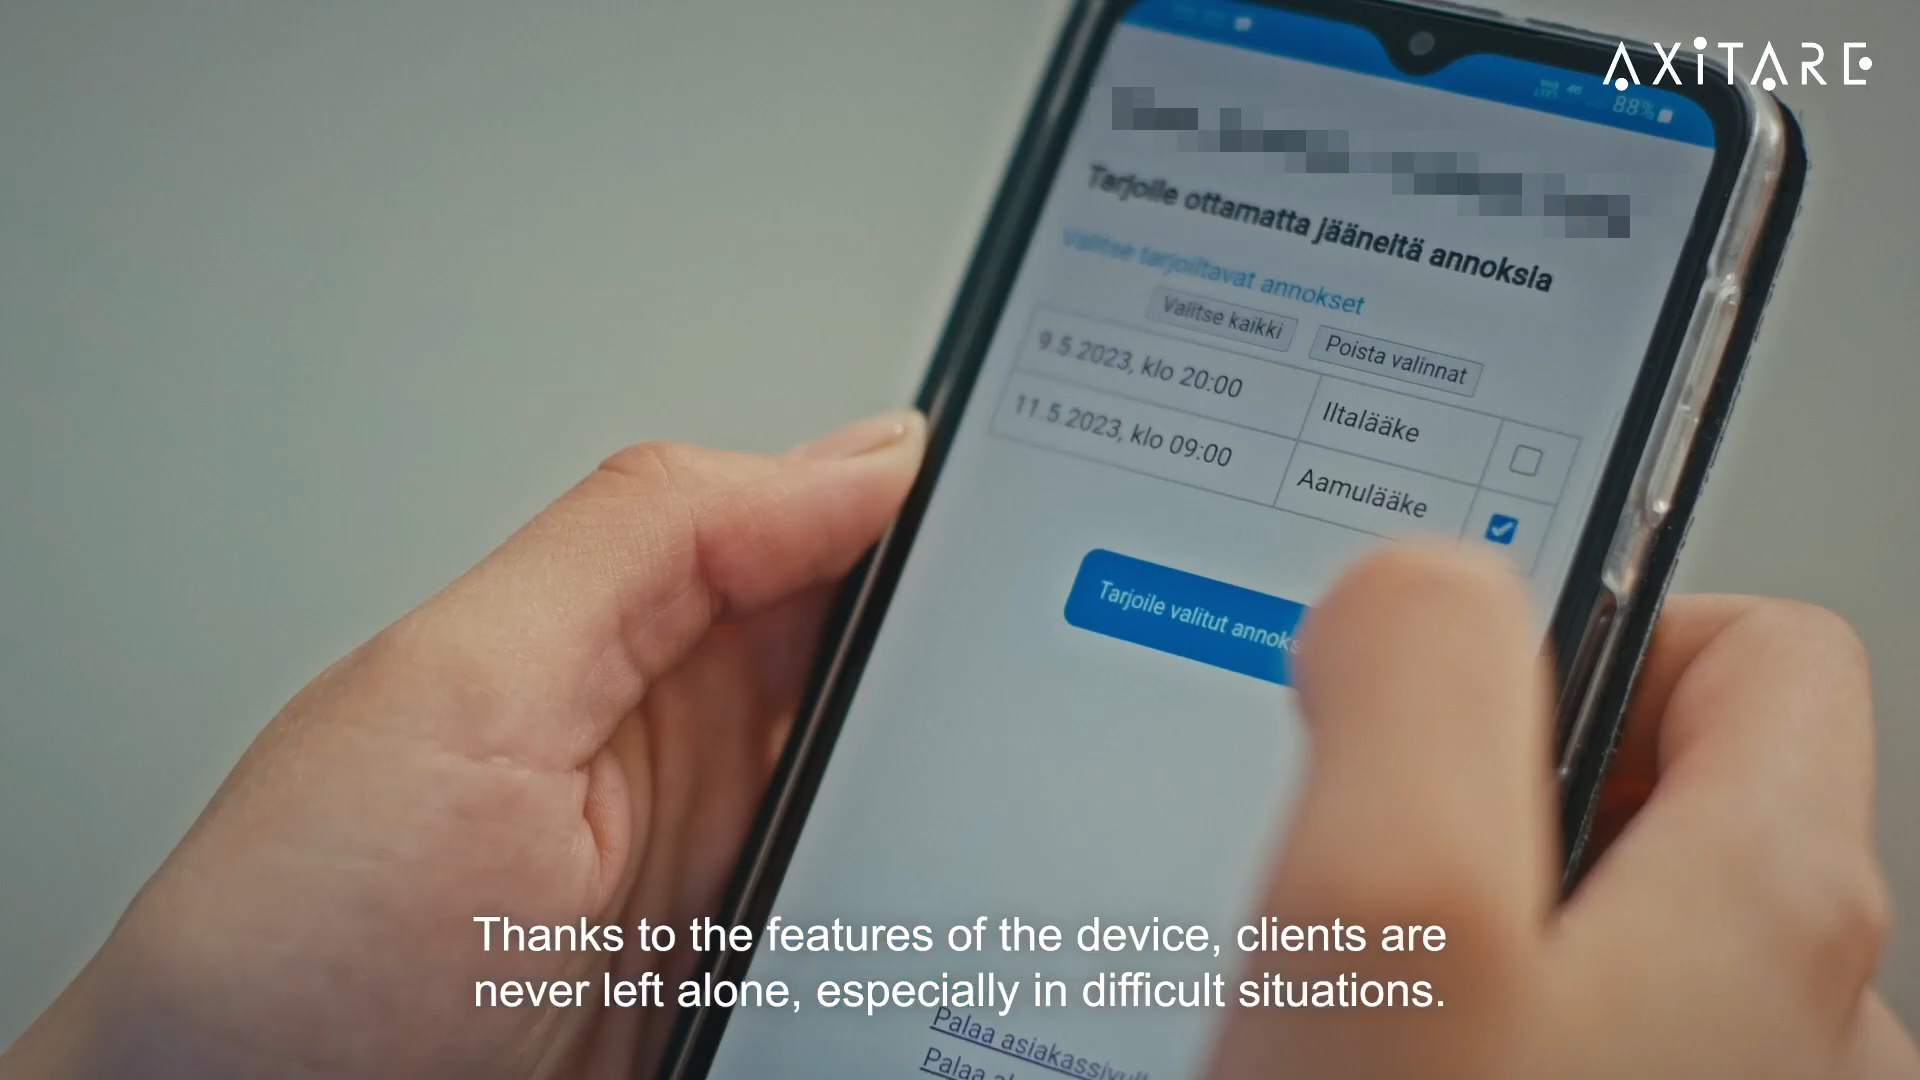 AXiTARE
88%
Tarjoile ottamatta jääneitä annoksia
Valitse tarjoiltavat annokset
Valitse kaikki
Poista valinnat
9.5.2023, klo 20:00
Iltalääke
11.5.2023, klo 09:00
Aamulääke
Tarjoile valitut
Thanks to the features of the device, clients are
never left alone, especially in difficult situations.
Palaa
Palaa